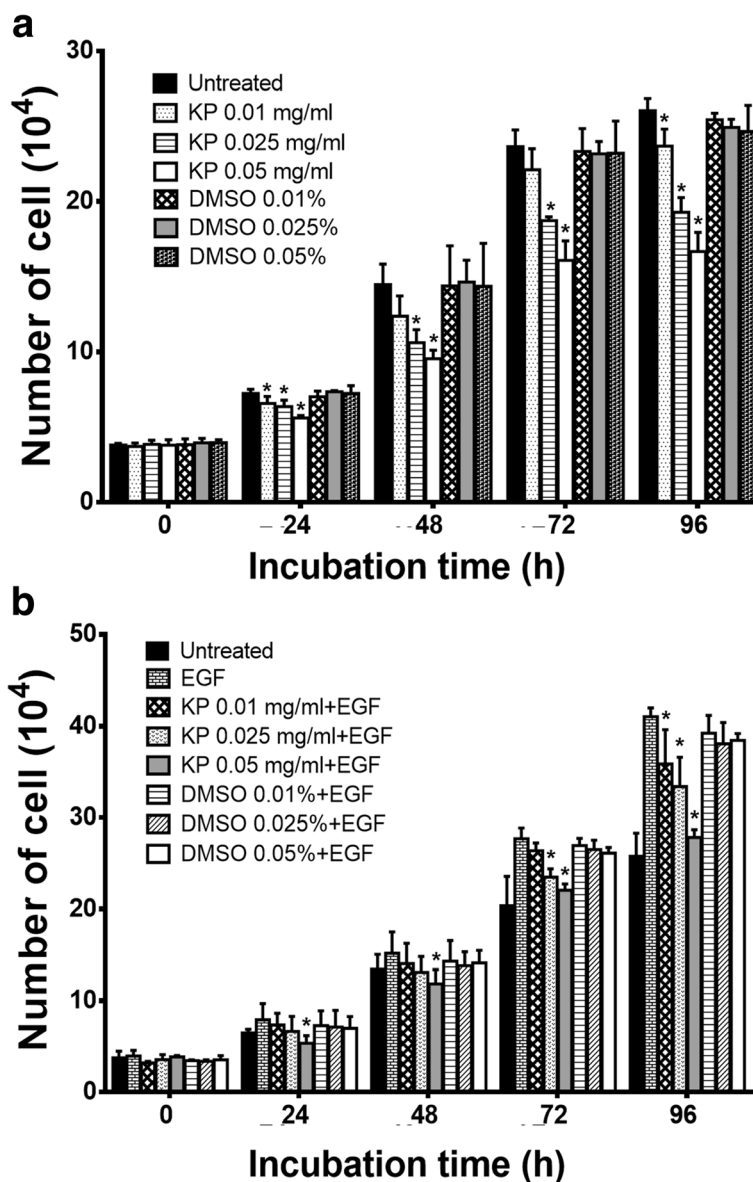 a
Number of cell (10⁴)
30
20
10
0
Untreated
KP 0.01 mg/ml
KP 0.025 mg/ml
KP 0.05 mg/ml
DMSO 0.01%
DMSO 0.025%
DMSO 0.05%
* * *
* *
* *
* * *
0 24 48 72 96
Incubation time (h)
b
Number of cell (10⁴)
50
40
30
20
10
0
Untreated
EGF
KP 0.01 mg/ml+EGF
KP 0.025 mg/ml+EGF
KP 0.05 mg/ml+EGF
DMSO 0.01%+EGF
DMSO 0.025%+EGF
DMSO 0.05%+EGF
*
*
* *
* * *
0 24 48 72 96
Incubation time (h)